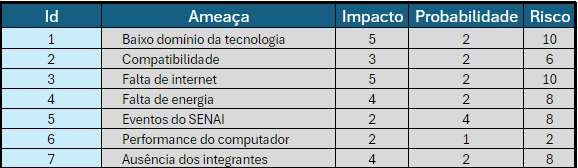 Id Ameaça Impacto Probabilidade Risco
1 Baixo domínio da tecnologia 5 2 10
2 Compatibilidade 3 2 6
3 Falta de internet 5 2 10
4 Falta de energia 4 2 8
5 Eventos do SENAI 2 4 8
6 Performance do computador 2 1 2
7 Ausência dos integrantes 4 2 8